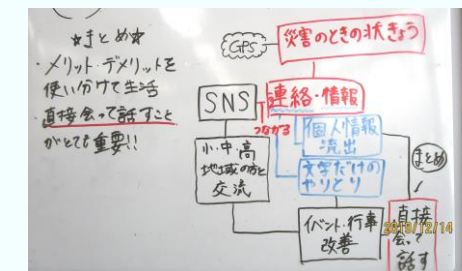 ☆まとめ☆
・メリット・デメリットを
使い分けて生活
直接会って話すこと
がとても重要!!
GPS
災害のときの状きょう
SNS
連絡・情報
つながる
個人情報
流出
小・中・高
地域の方と
交流
文字だけの
やりとり
まとめ
イベント・行事
改善
直接
会って
話す
2019/12/14